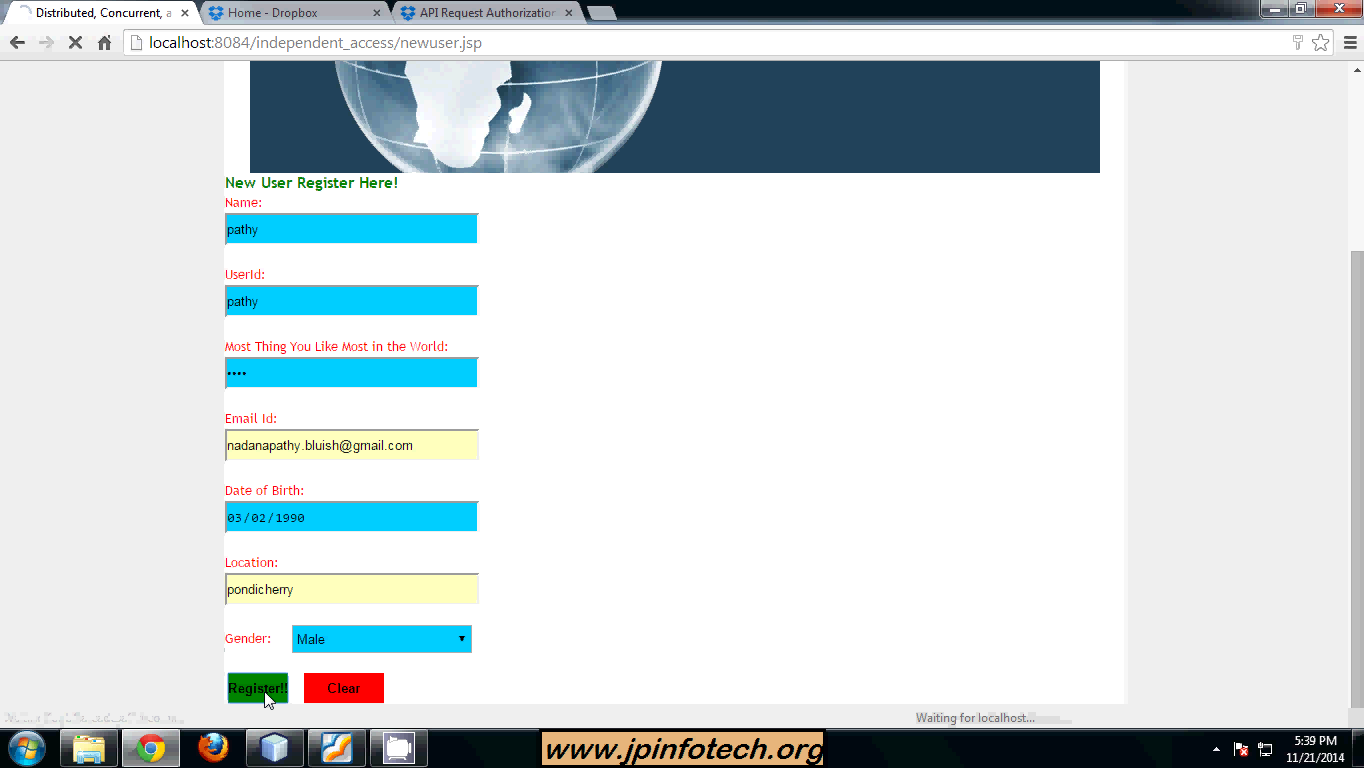 Distributed, Concurrent, a
Home - Dropbox
API Request Authorization
localhost:8084/independent_access/newuser.jsp
New User Register Here!
Name:
pathy
UserId:
pathy
Most Thing You Like Most in the World:
••••
Email Id:
nadanapathy.bluish@gmail.com
Date of Birth:
03/02/1990
Location:
pondicherry
Gender: Male
Register!! Clear
Waiting for localhost...
www.jpinfotech.org
5:39 PM
11/21/2014